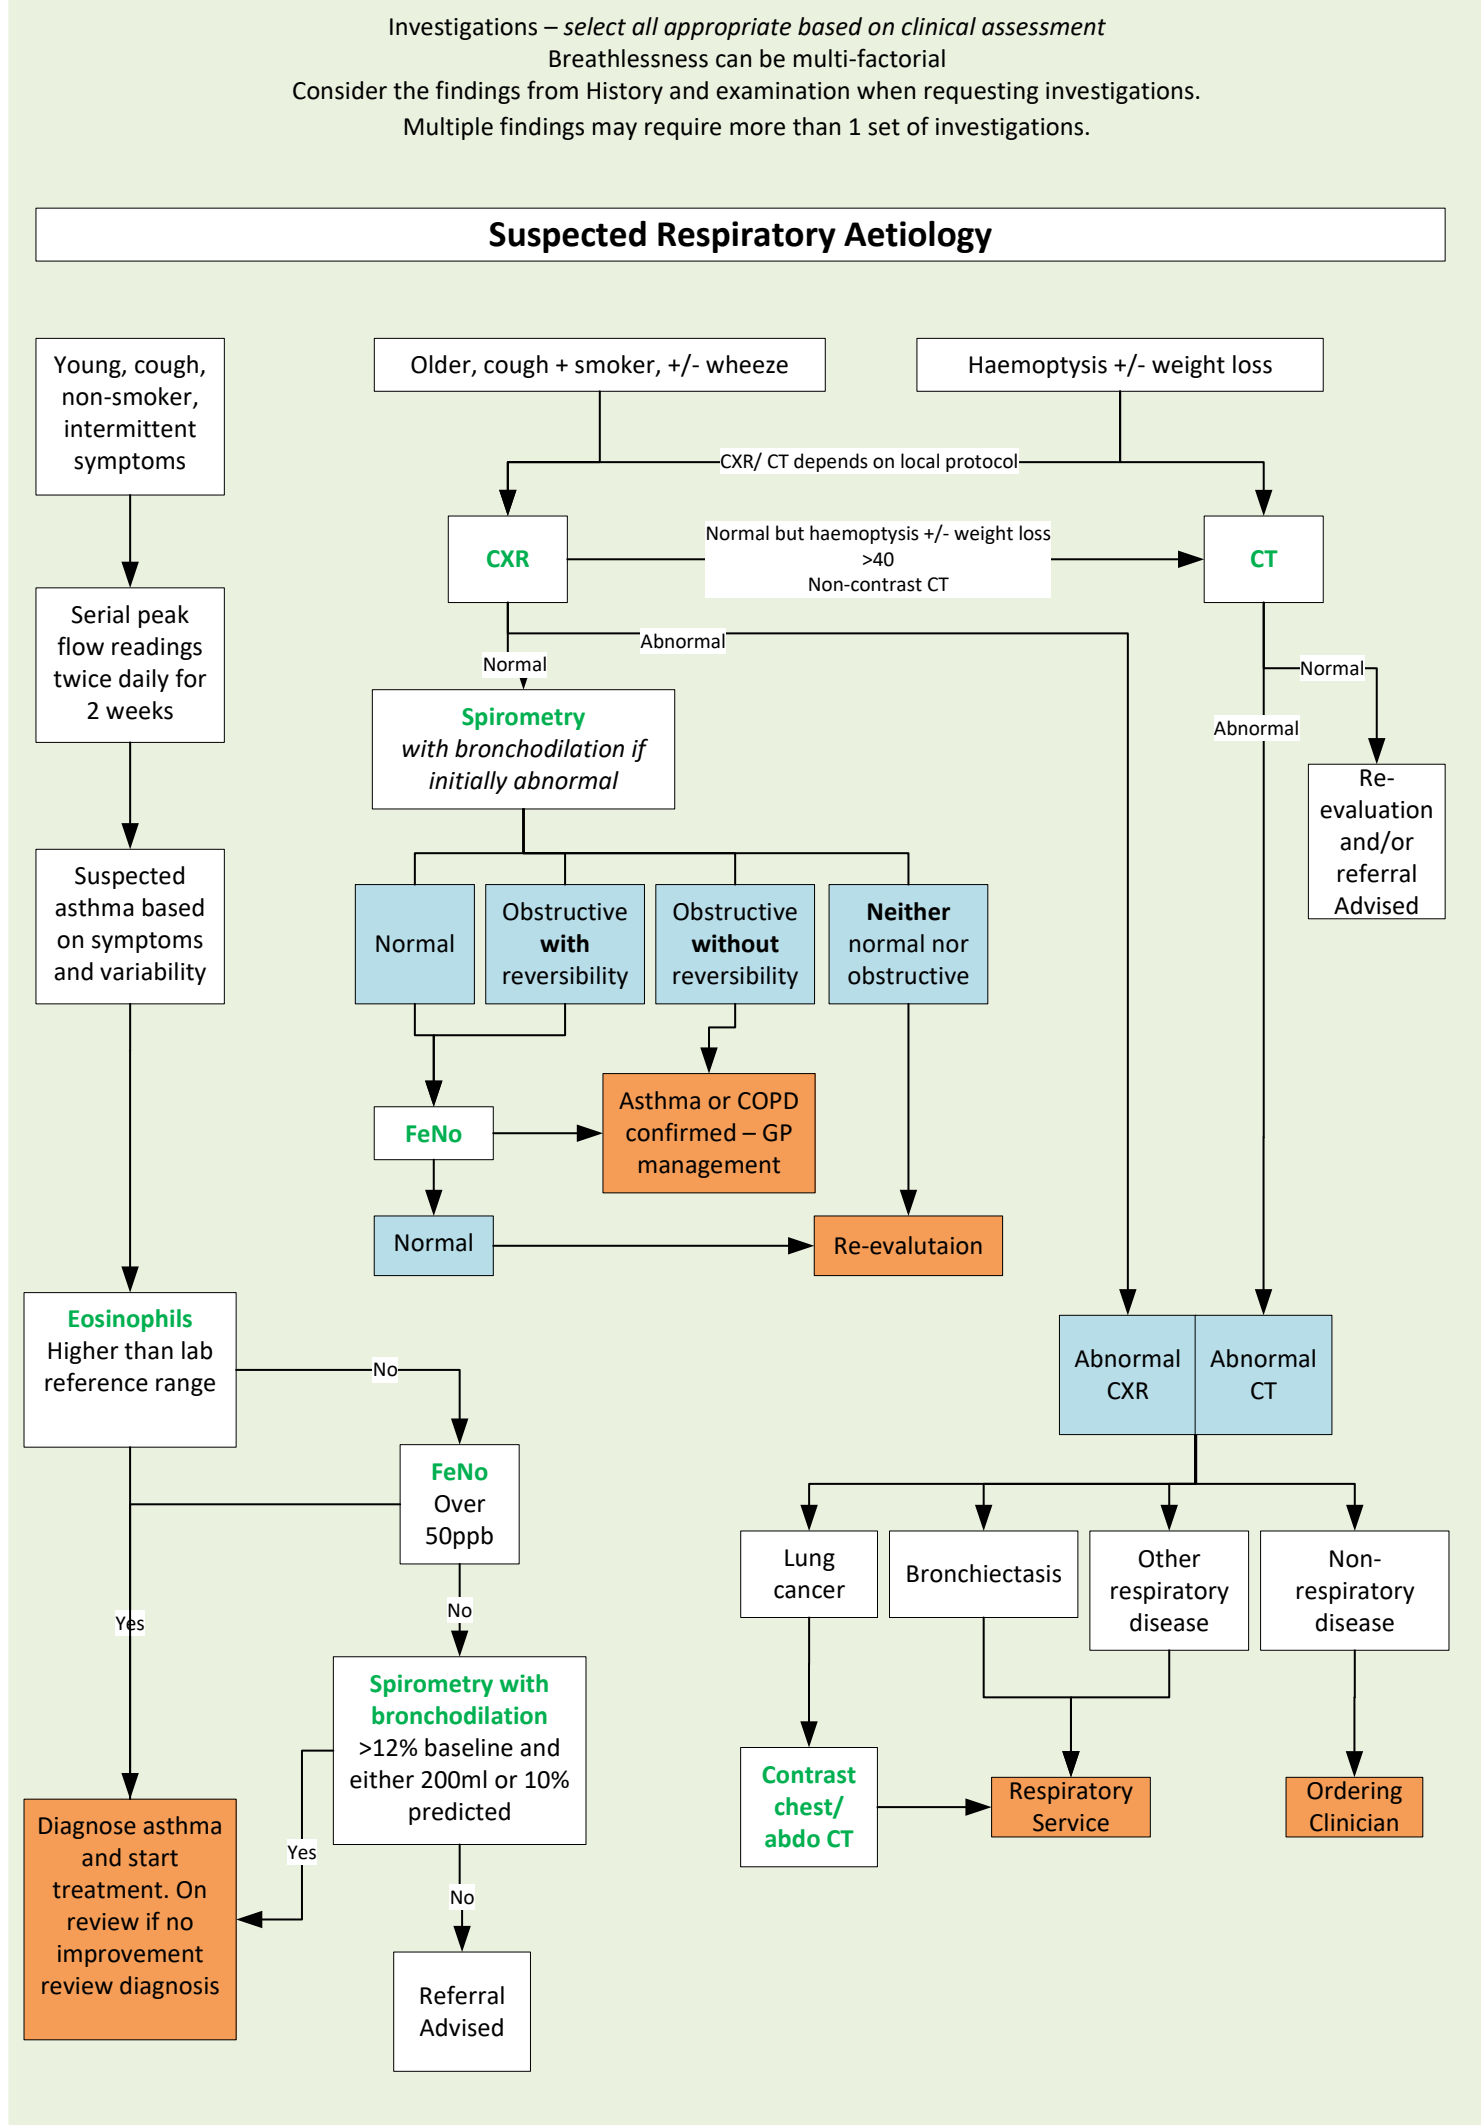 Investigations – select all appropriate based on clinical assessment
Breathlessness can be multi-factorial
Consider the findings from History and examination when requesting investigations.
Multiple findings may require more than 1 set of investigations.
Suspected Respiratory Aetiology
Young, cough,
non-smoker,
intermittent
symptoms
Older, cough + smoker, +/- wheeze
Haemoptysis +/- weight loss
CXR/ CT depends on local protocol
CXR
Normal but haemoptysis +/- weight loss
>40
Non-contrast CT
CT
Serial peak
flow readings
twice daily for
2 weeks
Abnormal
Normal
Normal
Abnormal
Spirometry
with bronchodilation if
initially abnormal
Re-
evaluation
and/or
referral
Advised
Suspected
asthma based
on symptoms
and variability
Normal
Obstructive
with
reversibility
Obstructive
without
reversibility
Neither
normal nor
obstructive
FeNo
Asthma or COPD
confirmed – GP
management
Normal
Re-evalutaion
Eosinophils
Higher than lab
reference range
No
Abnormal
CXR
Abnormal
CT
FeNo
Over
50ppb
Lung
cancer
Bronchiectasis
Other
respiratory
disease
Non-
respiratory
disease
Yes
No
Spirometry with
bronchodilation
>12% baseline and
either 200ml or 10%
predicted
Contrast
chest/
abdo CT
Respiratory
Service
Ordering
Clinician
Diagnose asthma
and start
treatment. On
review if no
improvement
review diagnosis
Yes
No
Referral
Advised